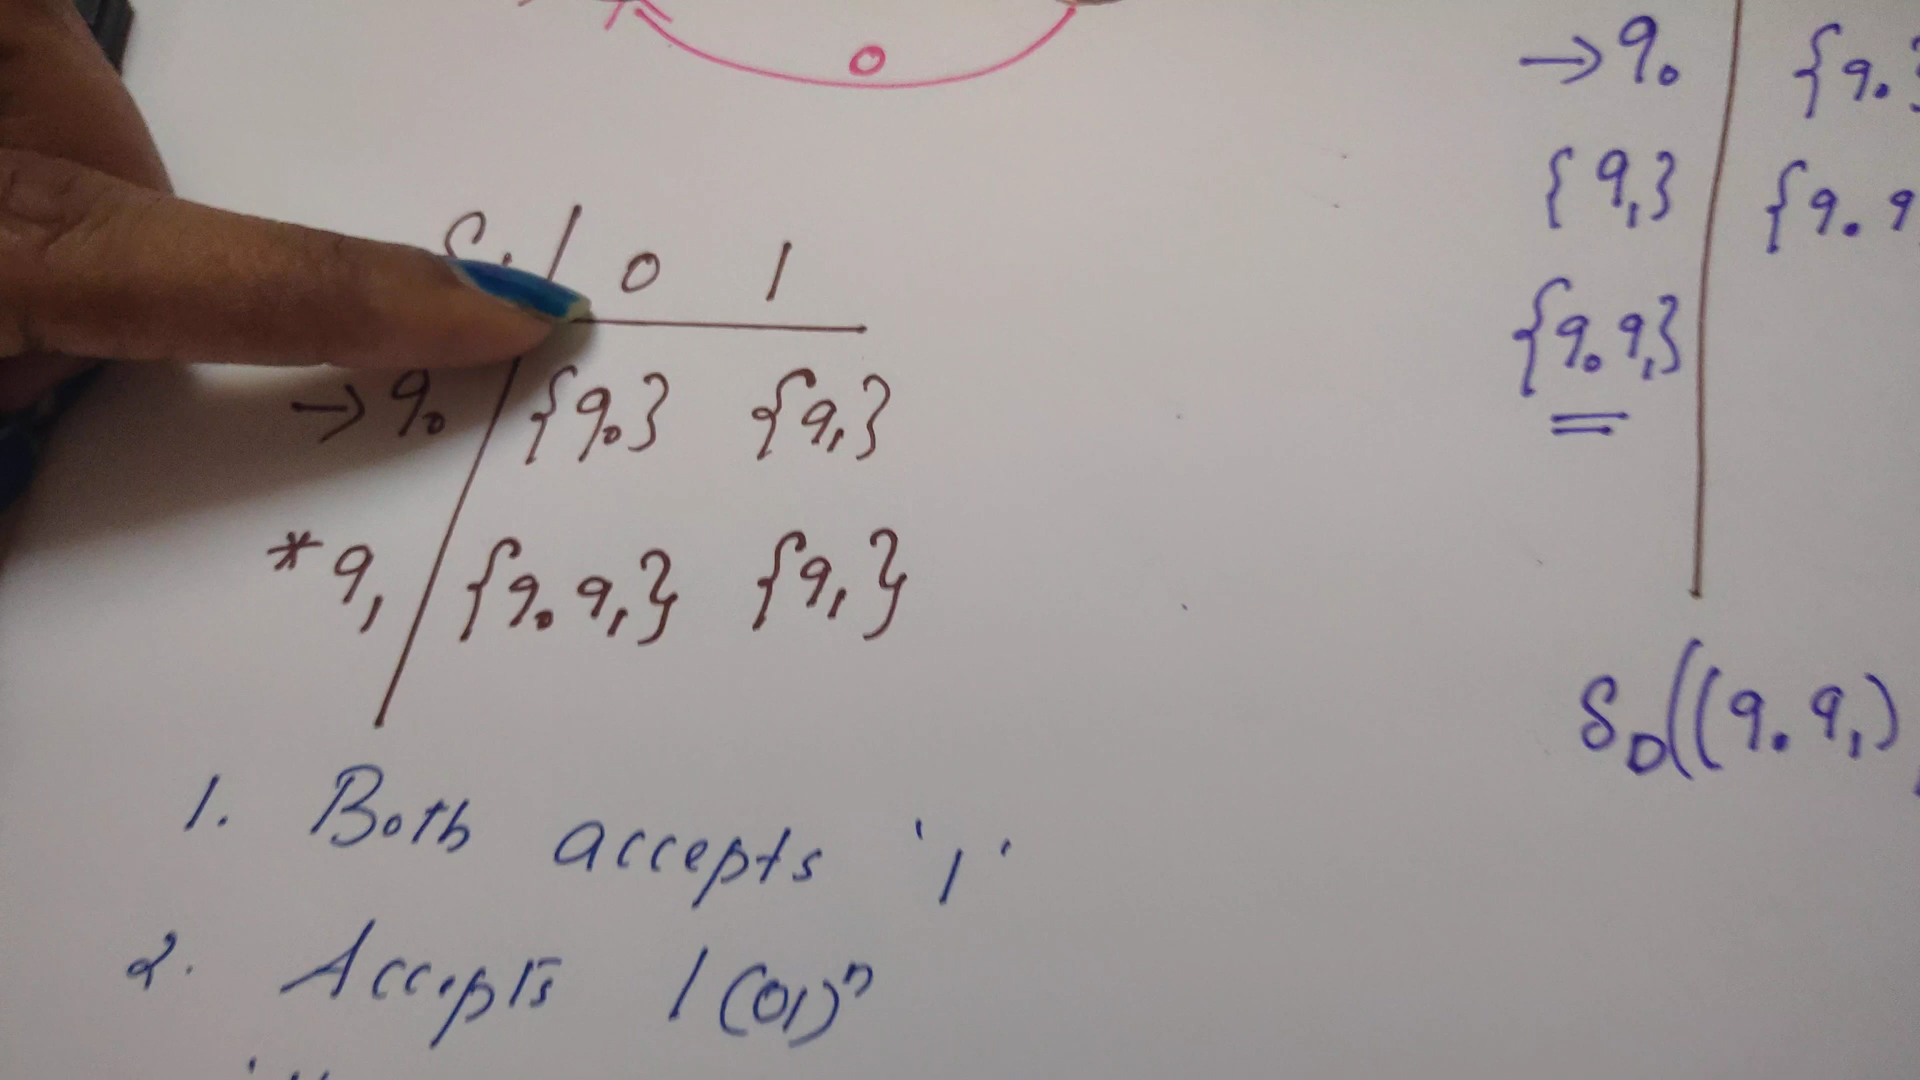 0
δ 0 1
→ q₀ {q₀} {q₁}
* q₁ {q₀ q₁} {q₁}
1. Both accepts '1'
2. Accepts 1(01)ⁿ
→ q₀ {q₀}
{q₁} {q₀ q
{q₀ q₁}
δD((q₀ q₁)